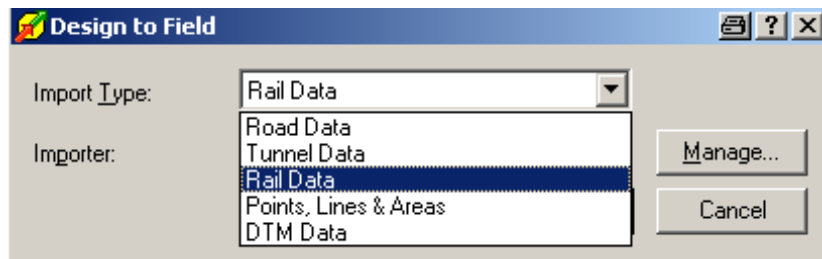 Design to Field
Import Type:
Rail Data
Road Data
Tunnel Data
Rail Data
Points, Lines & Areas
DTM Data
Importer:
Manage...
Cancel